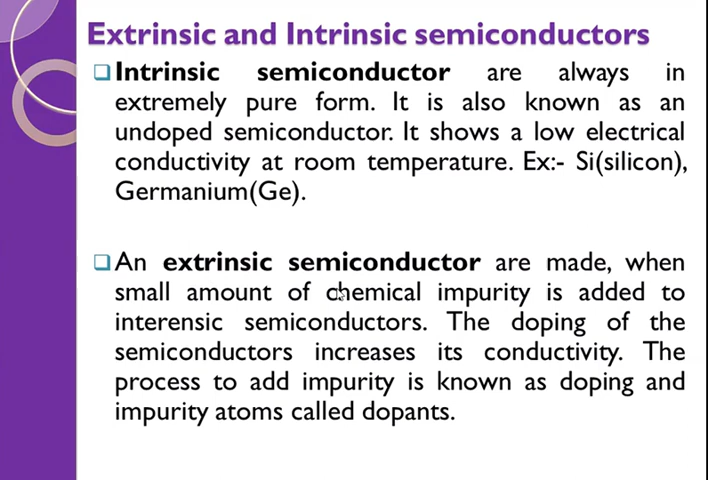 Extrinsic and Intrinsic semiconductors
Intrinsic semiconductor are always in
extremely pure form. It is also known as an
undoped semiconductor. It shows a low electrical
conductivity at room temperature. Ex:- Si(silicon),
Germanium(Ge).
An extrinsic semiconductor are made, when
small amount of chemical impurity is added to
interensic semiconductors. The doping of the
semiconductors increases its conductivity. The
process to add impurity is known as doping and
impurity atoms called dopants.